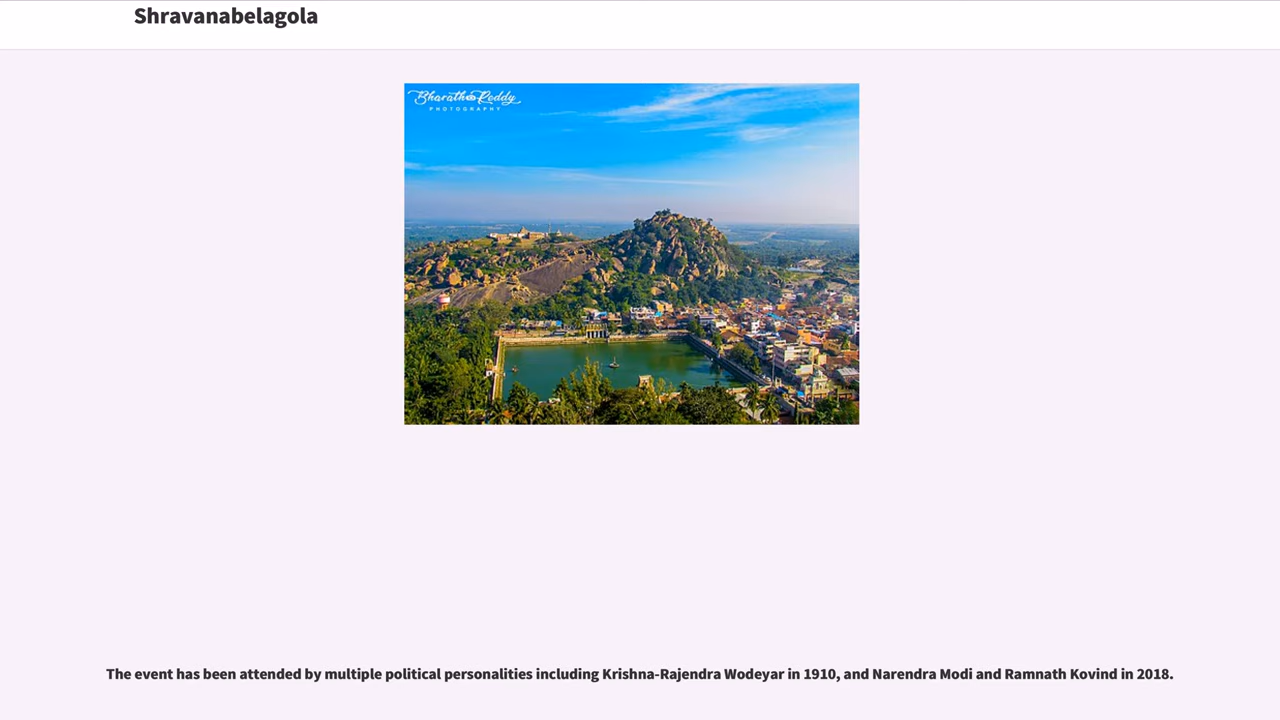 Shravanabelagola
Bharath Reddy
PHOTOGRAPHY
The event has been attended by multiple political personalities including Krishna-Rajendra Wodeyar in 1910, and Narendra Modi and Ramnath Kovind in 2018.